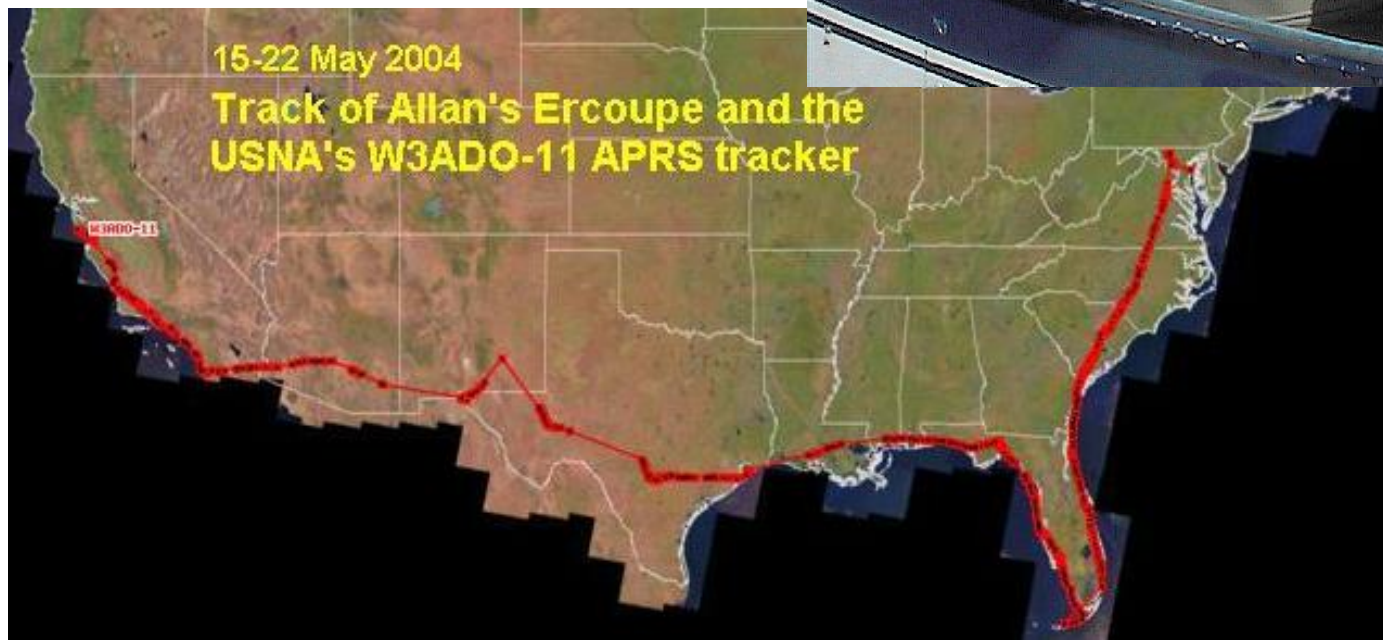 15-22 May 2004
Track of Allan's Ercoupe and the
USNA's W3ADO-11 APRS tracker
W3ADO-11